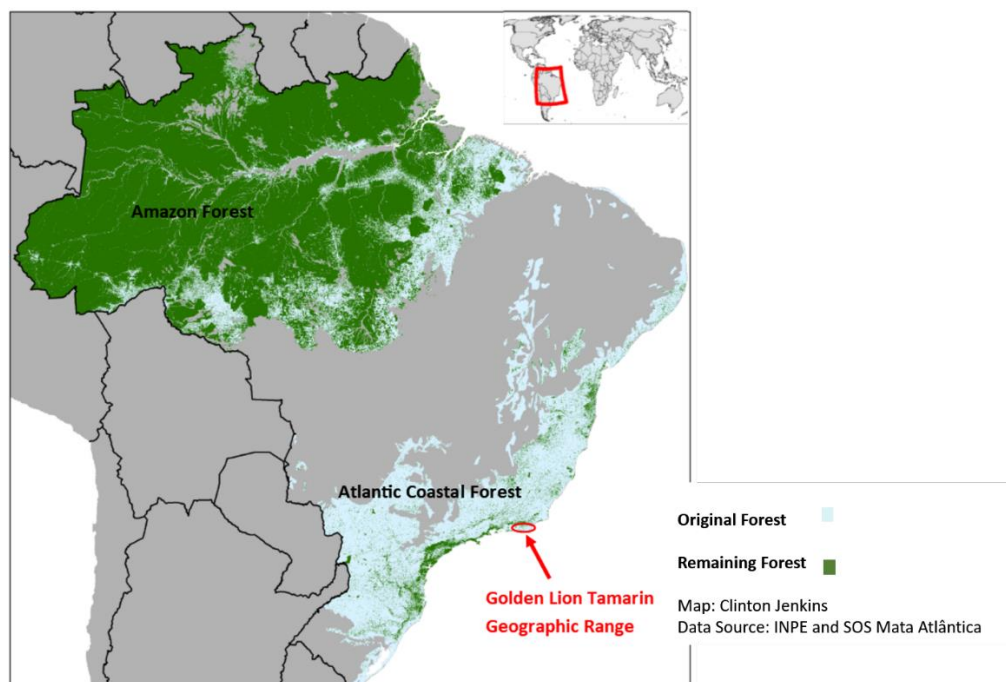 Amazon Forest
Atlantic Coastal Forest
Golden Lion Tamarin
Geographic Range
Original Forest
Remaining Forest
Map: Clinton Jenkins
Data Source: INPE and SOS Mata Atlântica